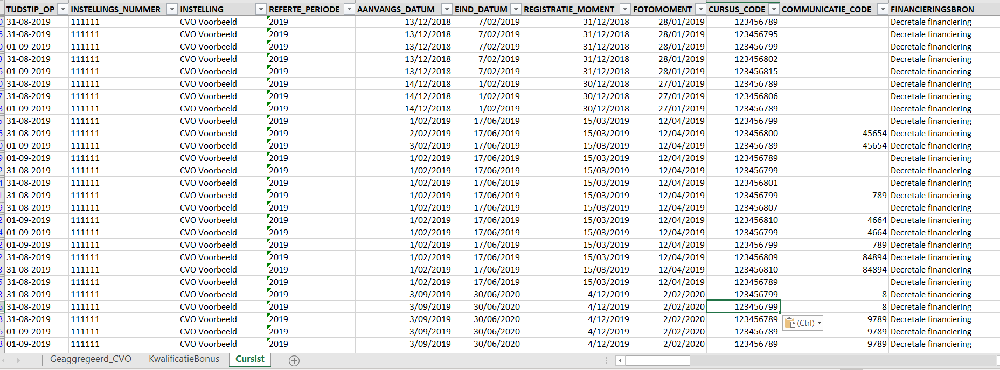 TIJDSTIP_OP INSTELLINGS_NUMMER INSTELLING REFERTE_PERIODE AANVANGS_DATUM EIND_DATUM REGISTRATIE_MOMENT FOTOMOMENT CURSUS_CODE COMMUNICATIE_CODE FINANCIERINGSBRON
31-08-2019 111111 CVO Voorbeeld 2019 13/12/2018 7/02/2019 31/12/2018 28/01/2019 123456789 Decretale financiering
31-08-2019 111111 CVO Voorbeeld 2019 13/12/2018 7/02/2019 31/12/2018 28/01/2019 123456795 Decretale financiering
01-09-2019 111111 CVO Voorbeeld 2019 13/12/2018 7/02/2019 31/12/2018 28/01/2019 123456799 Decretale financiering
31-08-2019 111111 CVO Voorbeeld 2019 13/12/2018 7/02/2019 31/12/2018 28/01/2019 123456802 Decretale financiering
01-09-2019 111111 CVO Voorbeeld 2019 13/12/2018 7/02/2019 31/12/2018 28/01/2019 123456815 Decretale financiering
31-08-2019 111111 CVO Voorbeeld 2019 14/12/2018 1/02/2019 30/12/2018 27/01/2019 123456789 Decretale financiering
31-08-2019 111111 CVO Voorbeeld 2019 14/12/2018 1/02/2019 30/12/2018 27/01/2019 123456806 Decretale financiering
01-09-2019 111111 CVO Voorbeeld 2019 14/12/2018 1/02/2019 30/12/2018 27/01/2019 123456789 Decretale financiering
31-08-2019 111111 CVO Voorbeeld 2019 1/02/2019 17/06/2019 15/03/2019 12/04/2019 123456799 Decretale financiering
31-08-2019 111111 CVO Voorbeeld 2019 2/02/2019 17/06/2019 15/03/2019 12/04/2019 123456800 45654 Decretale financiering
01-09-2019 111111 CVO Voorbeeld 2019 3/02/2019 17/06/2019 15/03/2019 12/04/2019 123456789 45654 Decretale financiering
01-09-2019 111111 CVO Voorbeeld 2019 1/02/2019 17/06/2019 15/03/2019 12/04/2019 123456789 Decretale financiering
31-08-2019 111111 CVO Voorbeeld 2019 1/02/2019 17/06/2019 15/03/2019 12/04/2019 123456799 Decretale financiering
31-08-2019 111111 CVO Voorbeeld 2019 1/02/2019 17/06/2019 15/03/2019 12/04/2019 123456801 Decretale financiering
31-08-2019 111111 CVO Voorbeeld 2019 1/02/2019 17/06/2019 15/03/2019 12/04/2019 123456799 789 Decretale financiering
31-08-2019 111111 CVO Voorbeeld 2019 1/02/2019 17/06/2019 15/03/2019 12/04/2019 123456807 Decretale financiering
01-09-2019 111111 CVO Voorbeeld 2019 1/02/2019 17/06/2019 15/03/2019 12/04/2019 123456810 4664 Decretale financiering
01-09-2019 111111 CVO Voorbeeld 2019 1/02/2019 17/06/2019 15/03/2019 12/04/2019 123456799 4664 Decretale financiering
01-09-2019 111111 CVO Voorbeeld 2019 1/02/2019 17/06/2019 15/03/2019 12/04/2019 123456799 789 Decretale financiering
31-08-2019 111111 CVO Voorbeeld 2019 1/02/2019 17/06/2019 15/03/2019 12/04/2019 123456809 84894 Decretale financiering
31-08-2019 111111 CVO Voorbeeld 2019 1/02/2019 17/06/2019 15/03/2019 12/04/2019 123456810 84894 Decretale financiering
31-08-2019 111111 CVO Voorbeeld 2019 1/02/2019 17/06/2019 15/03/2019 12/04/2019 123456789 Decretale financiering
31-08-2019 111111 CVO Voorbeeld 2019 3/09/2019 30/06/2020 4/12/2019 2/02/2020 123456799 8 Decretale financiering
31-08-2019 111111 CVO Voorbeeld 2019 3/09/2019 30/06/2020 4/12/2019 2/02/2020 123456799 8 Decretale financiering
31-08-2019 111111 CVO Voorbeeld 2019 3/09/2019 30/06/2020 4/12/2019 2/02/2020 123456789 9789 Decretale financiering
01-09-2019 111111 CVO Voorbeeld 2019 3/09/2019 30/06/2020 4/12/2019 2/02/2020 123456789 9789 Decretale financiering
01-09-2019 111111 CVO Voorbeeld 2019 3/09/2019 30/06/2020 4/12/2019 2/02/2020 123456789 9789 Decretale financiering
(Ctrl)
Geaggregeerd_CVO KwalificatieBonus Cursist